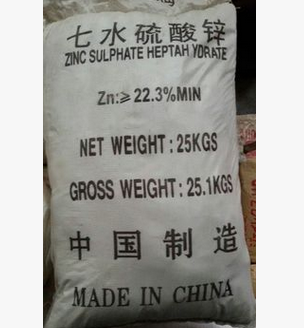 七水硫酸锌
ZINC SULPHATE HEPTAH YDRATE
Zn:≥22.3%MIN
NET WEIGHT:25KGS
GROSS WEIGHT:25.1KGS
中国制造
MADE IN CHINA